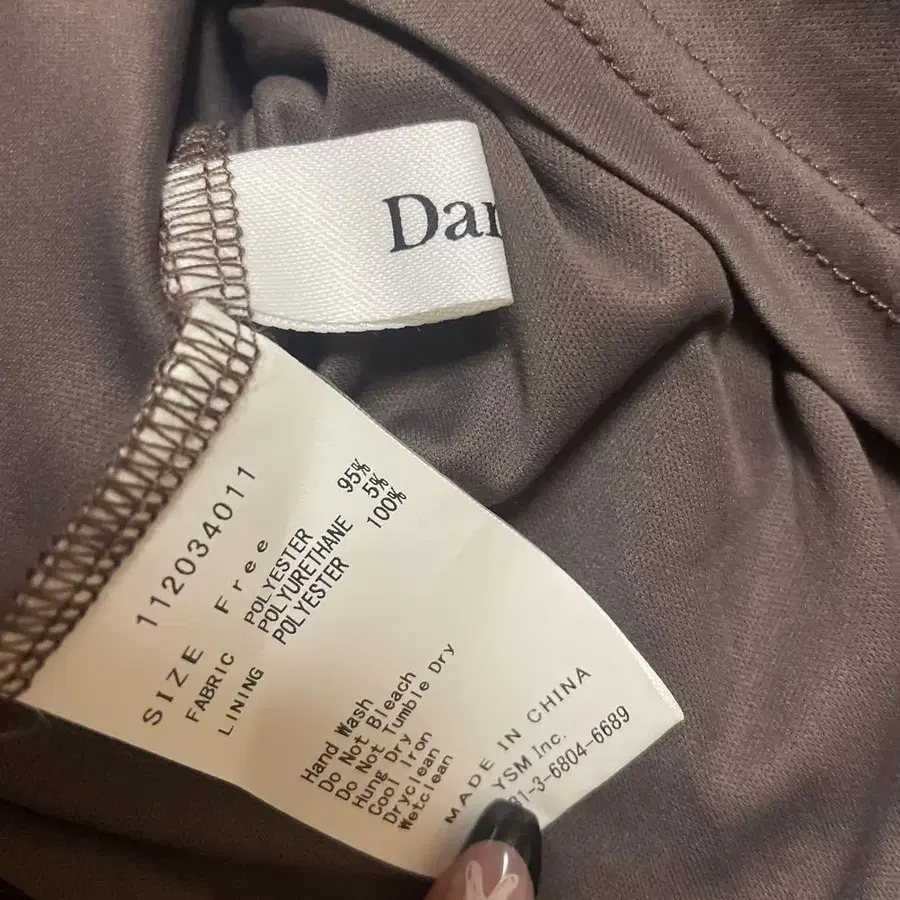 Dar
112034011
SIZE Free
FABRIC POLYESTER 95%
POLYURETHANE 5%
LINING POLYESTER 100%
Hand Wash
Do Not Bleach
Do Not Tumble Dry
Hung Dry
Cool Iron
Dryclean
Wetclean
MADE IN CHINA
YSM Inc.
81-3-6804-6689